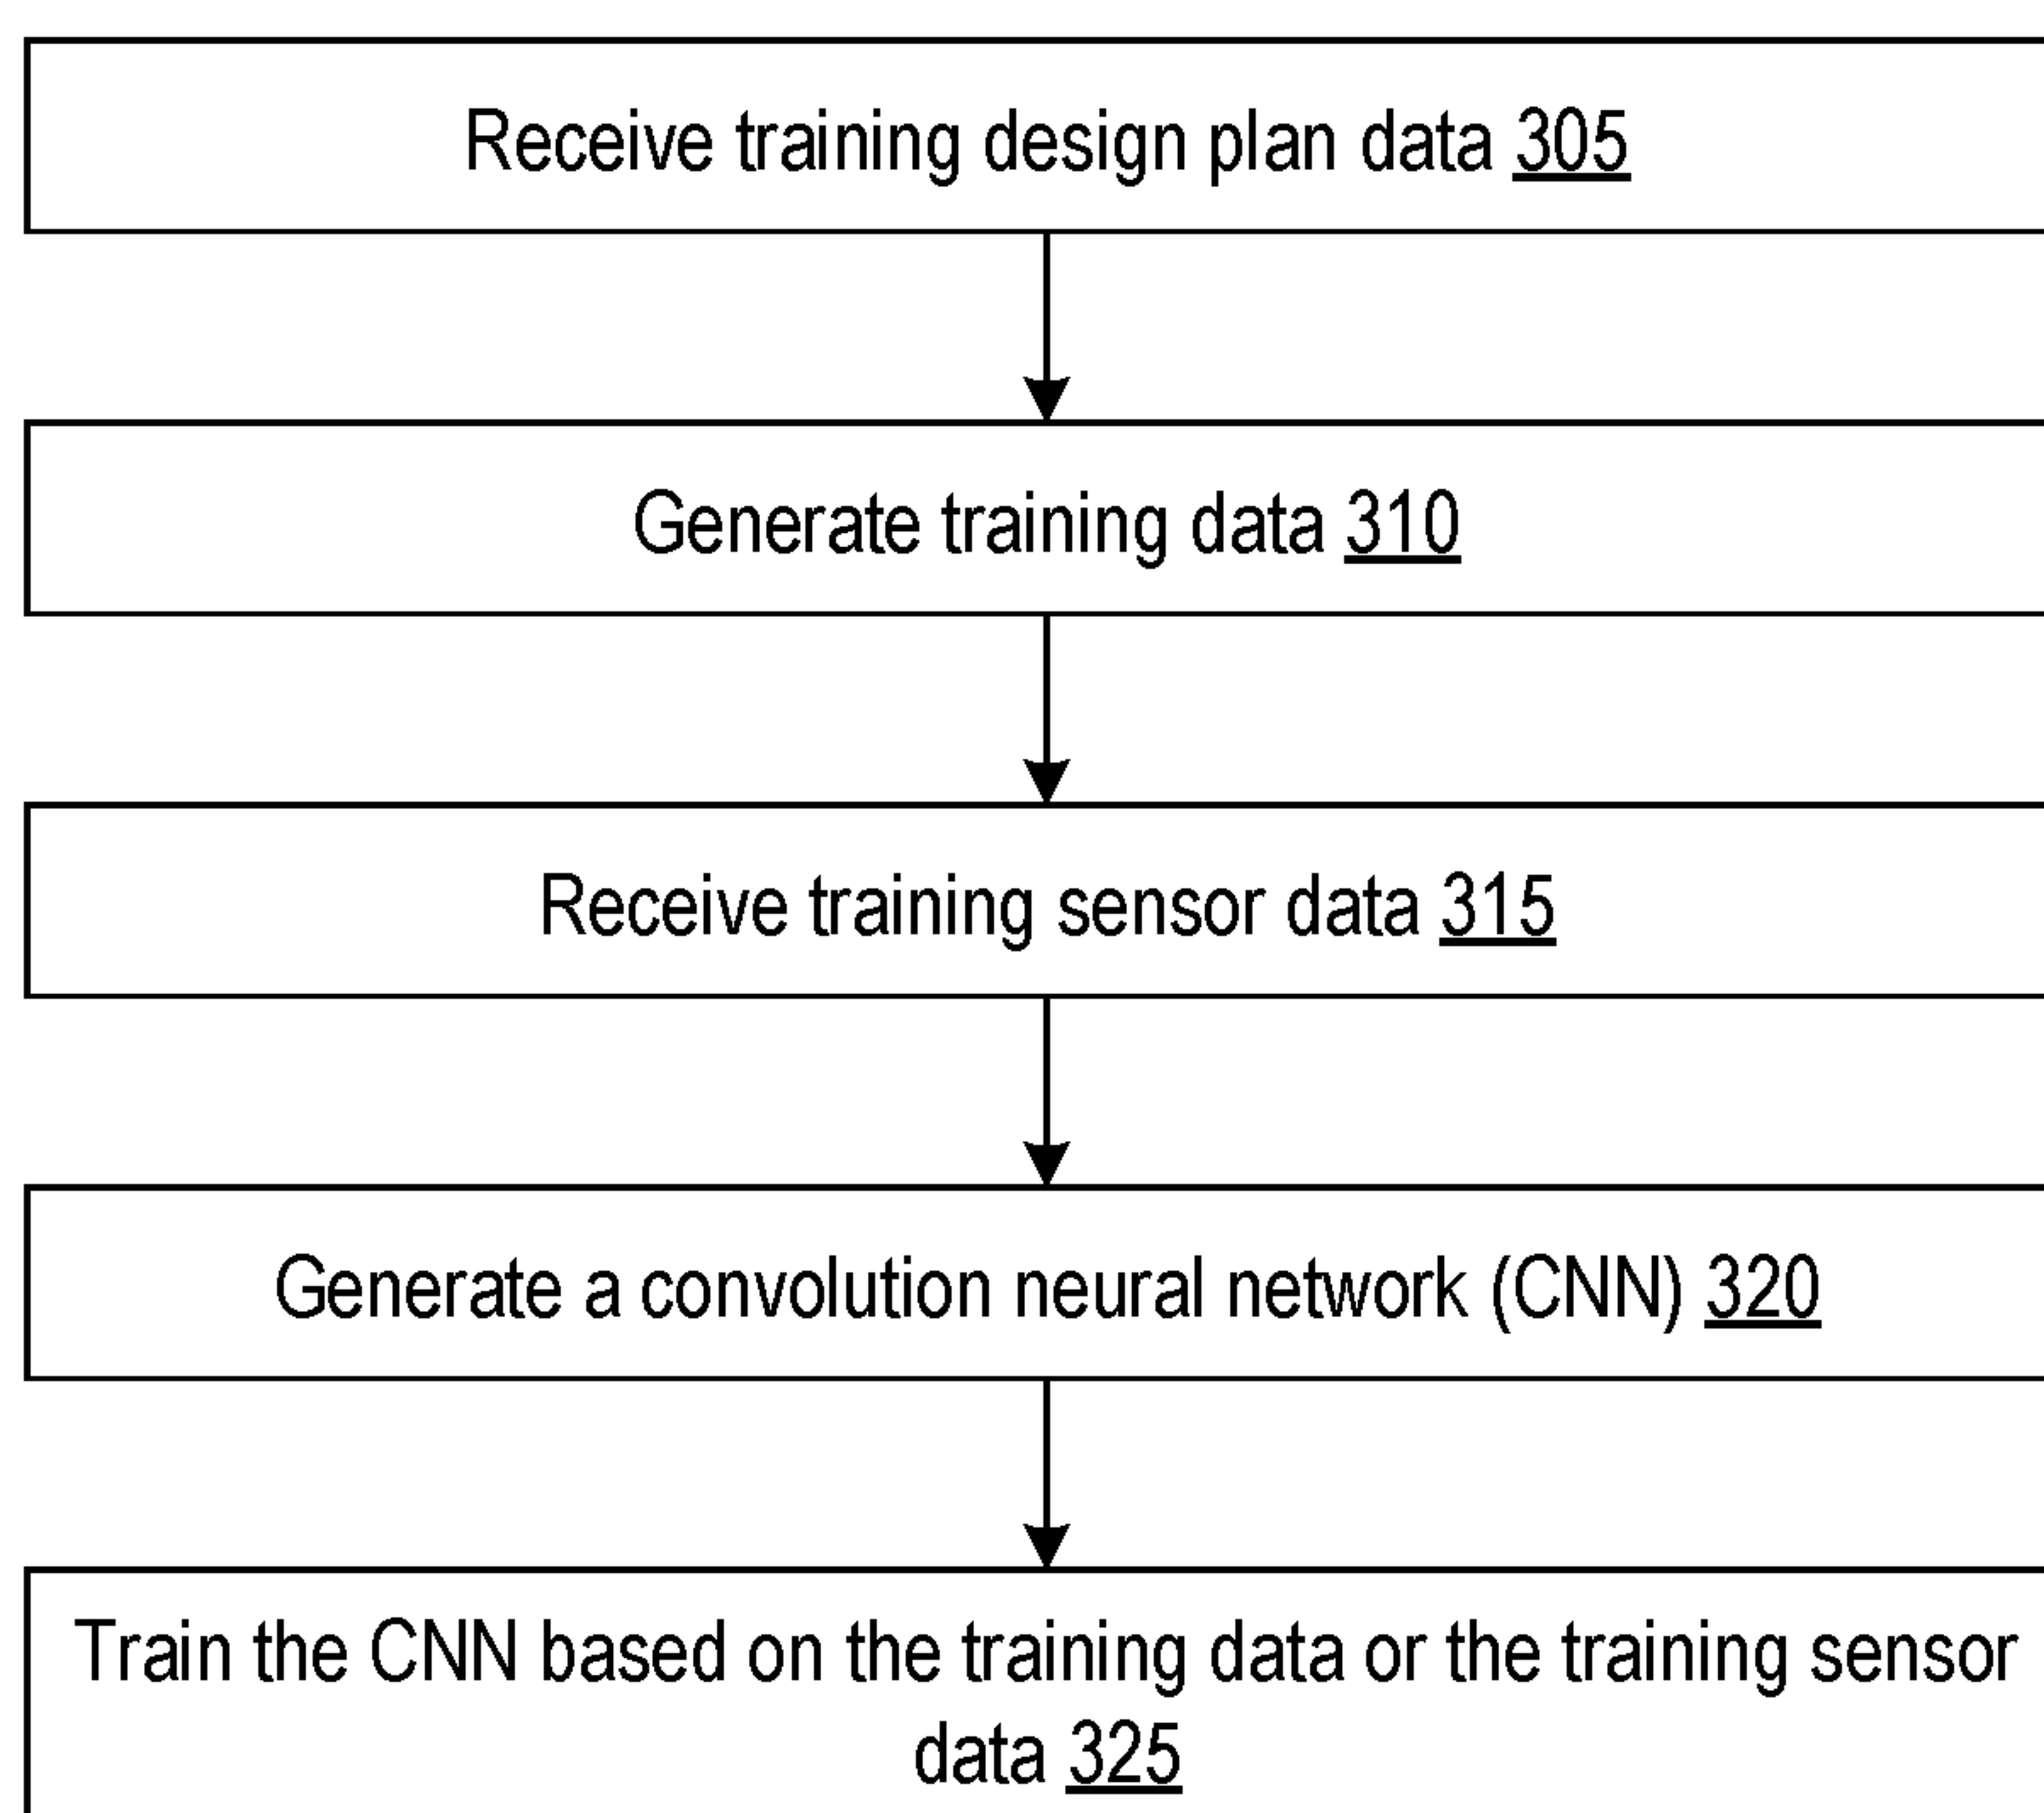 Receive training design plan data 305
Generate training data 310
Receive training sensor data 315
Generate a convolution neural network (CNN) 320
Train the CNN based on the training data or the training sensor
data 325